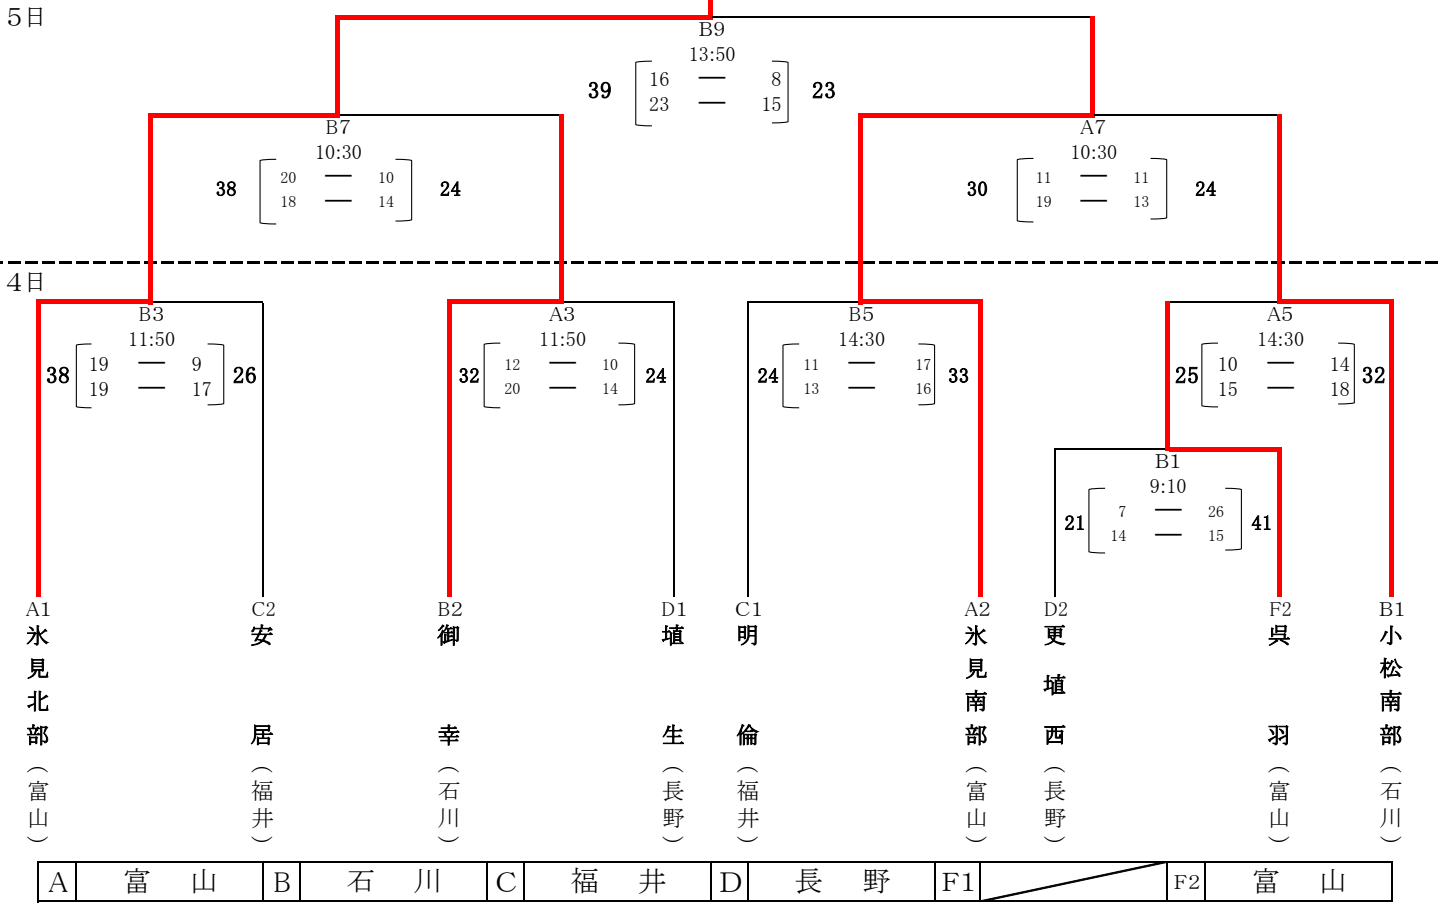 5日
B9
13:50
39 16 — 8 23
23 — 15
B7
10:30
38 20 — 10 24
18 — 14
A7
10:30
30 11 — 11 24
19 — 13
4日
B3
11:50
38 19 — 9 26
19 — 17
A3
11:50
32 12 — 10 24
20 — 14
B5
14:30
24 11 — 17 33
13 — 16
A5
14:30
25 10 — 14 32
15 — 18
B1
9:10
21 7 — 26 41
14 — 15
A1
氷見北部
(富山)
C2
安居
(福井)
B2
御幸
(石川)
D1
埴生
(長野)
C1
明倫
(福井)
A2
氷見南部
(富山)
D2
更埴西
(長野)
F2
呉羽
(富山)
B1
小松南部
(石川)
A 富山 B 石川 C 福井 D 長野 F1 F2 富山